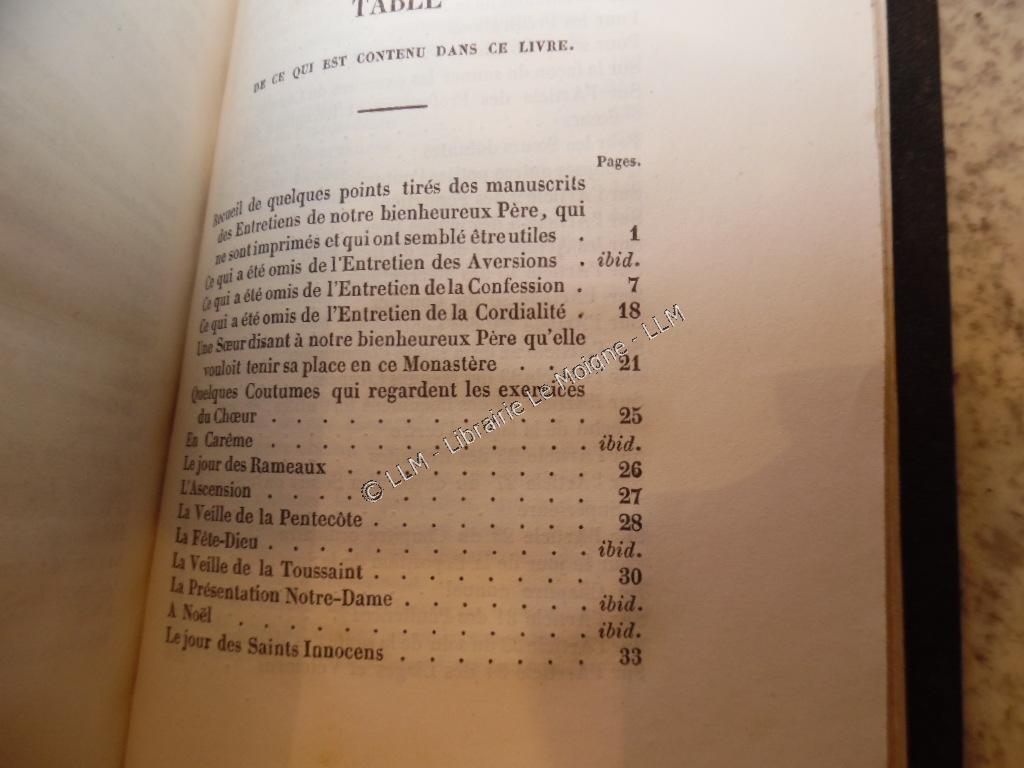 TABLE
DE CE QUI EST CONTENU DANS CE LIVRE.
Pages.
Recueil de quelques points tirés des manuscrits
des Entretiens de notre bienheureux Père, qui
ne sont imprimés et qui ont semblé être utiles . 1
Ce qui a été omis de l'Entretien des Aversions . ibid.
Ce qui a été omis de l'Entretien de la Confession . 7
Ce qui a été omis de l'Entretien de la Cordialité . 18
Une Sœur disant à notre bienheureux Père qu'elle
vouloit tenir sa place en ce Monastère . . . 21
Quelques Coutumes qui regardent les exercices
du Chœur . . . . . . . . . . . . 25
En Carême . . . . . . . . . . . . ibid.
Le jour des Rameaux . . . . . . . . . 26
L'Ascension . . . . . . . . . . . . 27
La Veille de la Pentecôte . . . . . . . . 28
La Fête-Dieu . . . . . . . . . . . . ibid.
La Veille de la Toussaint . . . . . . . . 30
La Présentation Notre-Dame . . . . . . . ibid.
A Noël . . . . . . . . . . . . . ibid.
Le jour des Saints Innocens . . . . . . . 33
© LLM - Librairie Le Moigne - LLM